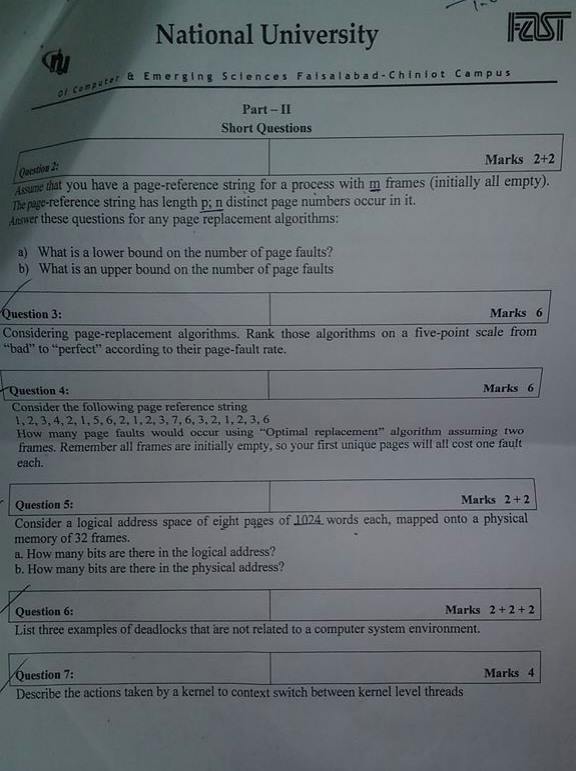 National University
FAST
Of Computer & Emerging Sciences Faisalabad-Chiniot Campus
Part – II
Short Questions
Question 2:
Marks 2+2
Assume that you have a page-reference string for a process with m frames (initially all empty).
The page-reference string has length p; n distinct page numbers occur in it.
Answer these questions for any page replacement algorithms:
a) What is a lower bound on the number of page faults?
b) What is an upper bound on the number of page faults
Question 3:
Marks 6
Considering page-replacement algorithms. Rank those algorithms on a five-point scale from
“bad” to “perfect” according to their page-fault rate.
Question 4:
Marks 6
Consider the following page reference string
1, 2, 3, 4, 2, 1, 5, 6, 2, 1, 2, 3, 7, 6, 3, 2, 1, 2, 3, 6
How many page faults would occur using “Optimal replacement” algorithm assuming two
frames. Remember all frames are initially empty, so your first unique pages will all cost one fault
each.
Question 5:
Marks 2+2
Consider a logical address space of eight pages of 1024 words each, mapped onto a physical
memory of 32 frames.
a. How many bits are there in the logical address?
b. How many bits are there in the physical address?
Question 6:
Marks 2+2+2
List three examples of deadlocks that are not related to a computer system environment.
Question 7:
Marks 4
Describe the actions taken by a kernel to context switch between kernel level threads